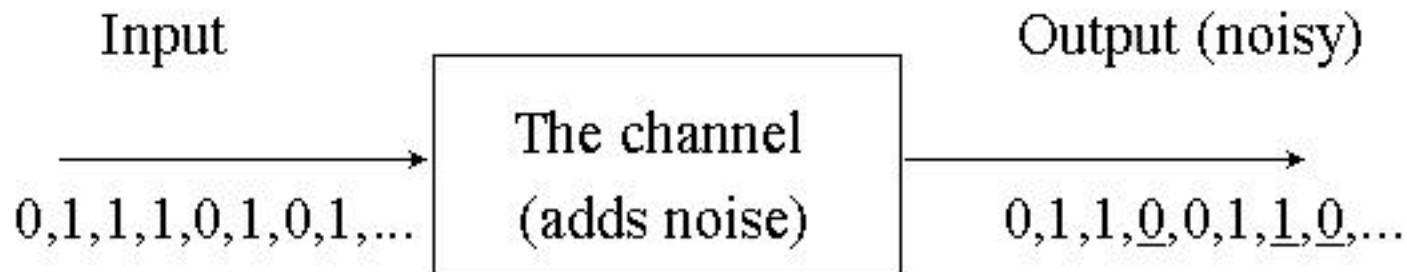 Input
Output (noisy)
The channel
(adds noise)
0,1,1,1,0,1,0,1,...
0,1,1,0,0,1,1,0,...